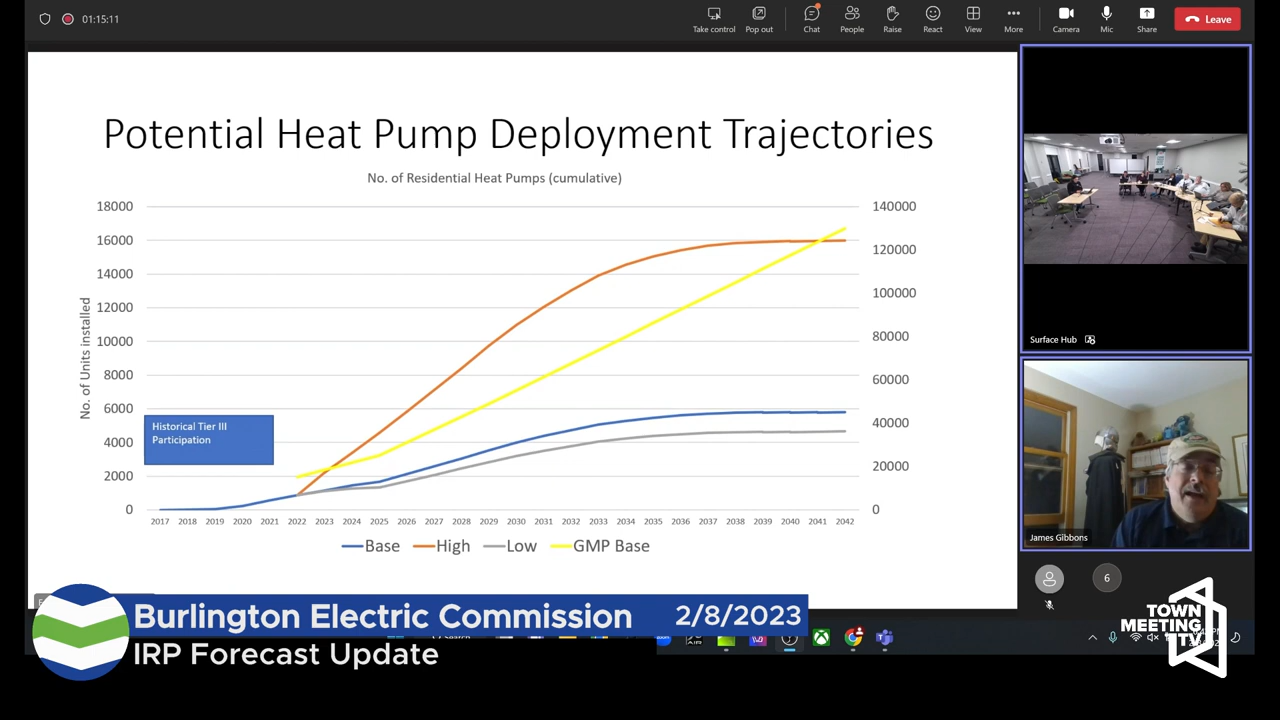 01:15:11
Take control
Pop out
Chat
People
Raise
React
View
More
Camera
Mic
Share
Leave
Potential Heat Pump Deployment Trajectories
No. of Residential Heat Pumps (cumulative)
No. of Units installed
18000
16000
14000
12000
10000
8000
6000
4000
2000
0
140000
120000
100000
80000
60000
40000
20000
0
Historical Tier III
Participation
2017 2018 2019 2020 2021 2022 2023 2024 2025 2026 2027 2028 2029 2030 2031 2032 2033 2034 2035 2036 2037 2038 2039 2040 2041 2042
Base High Low GMP Base
Surface Hub
James Gibbons
6
Burlington Electric Commission 2/8/2023
IRP Forecast Update
TOWN
MEETING
TV